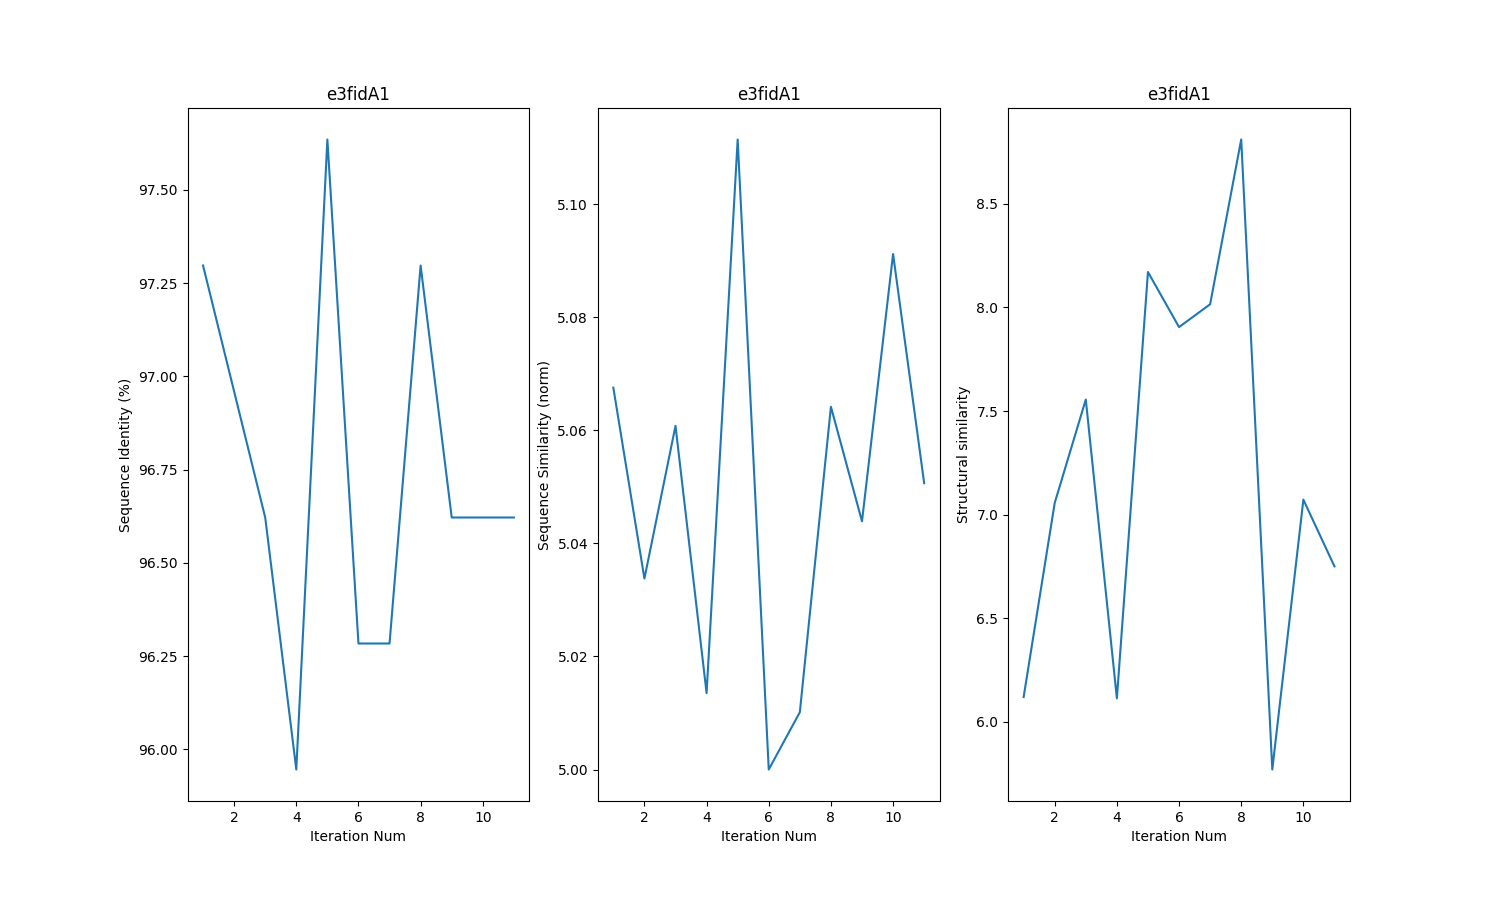 e3fidA1
97.50
97.25
97.00
96.75
96.50
96.25
96.00
Sequence Identity (%)
2 4 6 8 10
Iteration Num
e3fidA1
5.10
5.08
5.06
5.04
5.02
5.00
Sequence Similarity (norm)
2 4 6 8 10
Iteration Num
e3fidA1
8.5
8.0
7.5
7.0
6.5
6.0
Structural similarity
2 4 6 8 10
Iteration Num